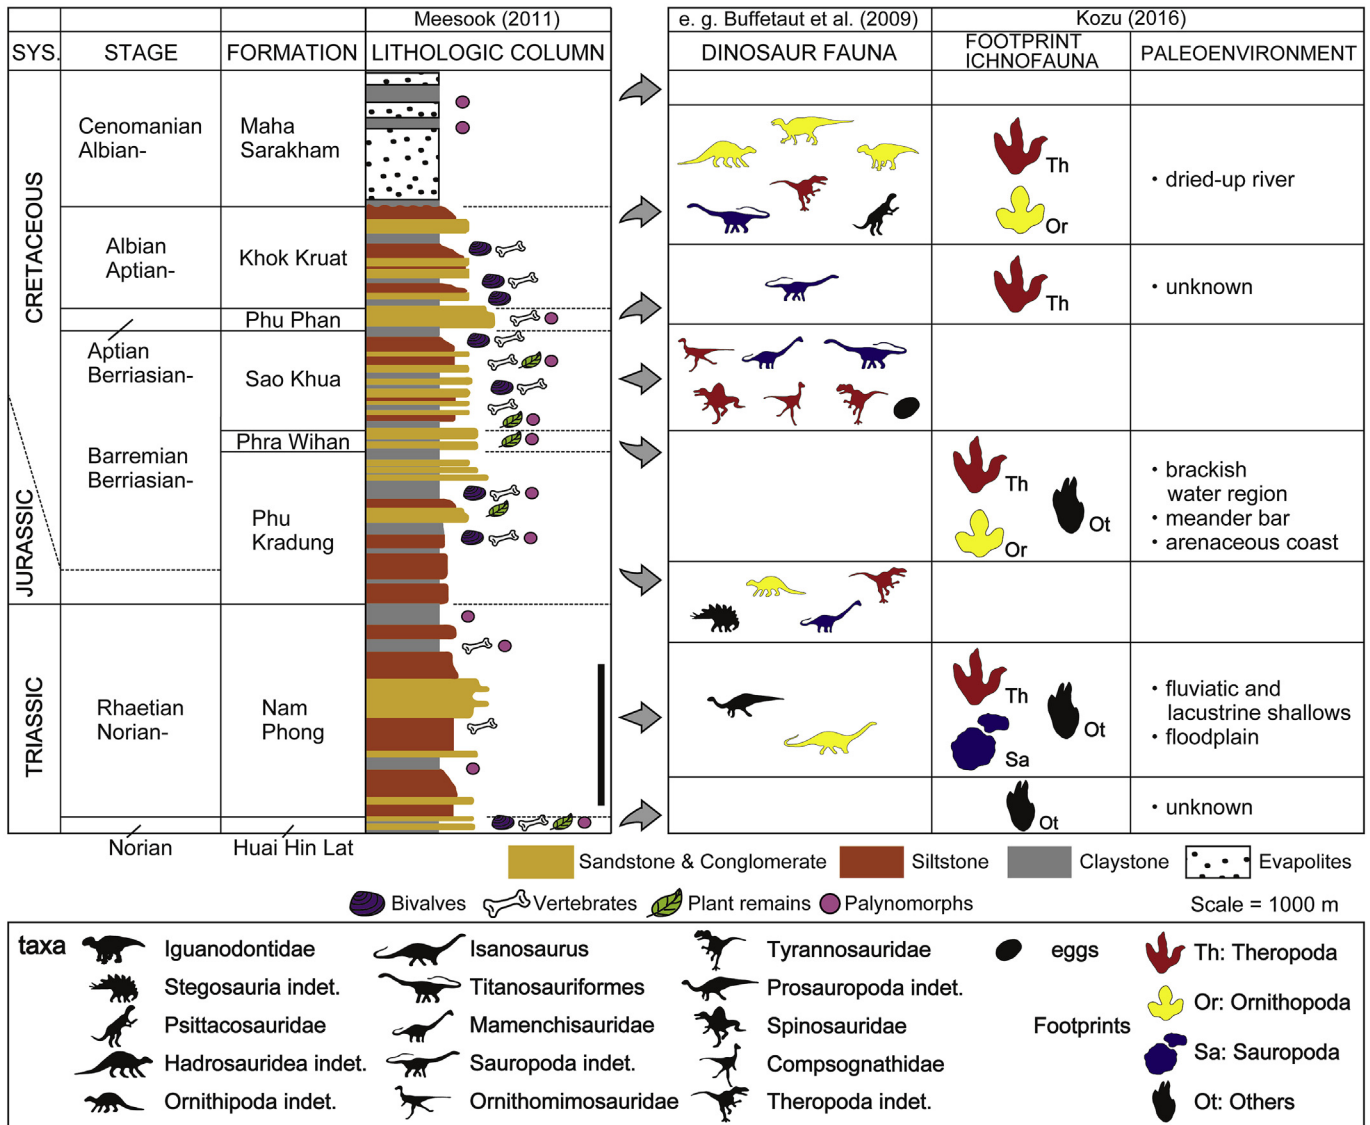 Meesook (2011)
e. g. Buffetaut et al. (2009)
Kozu (2016)
SYS.
STAGE
FORMATION
LITHOLOGIC COLUMN
DINOSAUR FAUNA
FOOTPRINT
ICHNOFAUNA
PALEOENVIRONMENT
CRETACEOUS
JURASSIC
TRIASSIC
Cenomanian
Albian-
Maha
Sarakham
Albian
Aptian-
Khok Kruat
Phu Phan
Aptian
Berriasian-
Sao Khua
Phra Wihan
Barremian
Berriasian-
Phu
Kradung
Rhaetian
Norian-
Nam
Phong
Norian
Huai Hin Lat
Th
Or
• dried-up river
Th
• unknown
Th
Ot
Or
• brackish
water region
• meander bar
• arenaceous coast
Th
Ot
Sa
• fluviatic and
lacustrine shallows
• floodplain
Ot
• unknown
Sandstone & Conglomerate
Siltstone
Claystone
Evapolites
Bivalves
Vertebrates
Plant remains
Palynomorphs
Scale = 1000 m
taxa
Iguanodontidae
Stegosauria indet.
Psittacosauridae
Hadrosauridea indet.
Ornithipoda indet.
Isanosaurus
Titanosauriformes
Mamenchisauridae
Sauropoda indet.
Ornithomimosauridae
Tyrannosauridae
Prosauropoda indet.
Spinosauridae
Compsognathidae
Theropoda indet.
eggs
Footprints
Th: Theropoda
Or: Ornithopoda
Sa: Sauropoda
Ot: Others